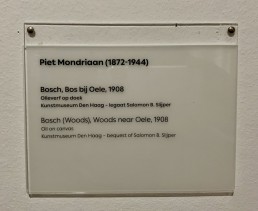 Piet Mondriaan (1872-1944)
Bosch, Bos bij Oele, 1908
Olieverf op doek
Kunstmuseum Den Haag – legaat Salomon B. Slijper
Bosch (Woods), Woods near Oele, 1908
Oil on canvas
Kunstmuseum Den Haag – bequest of Salomon B. Slijper